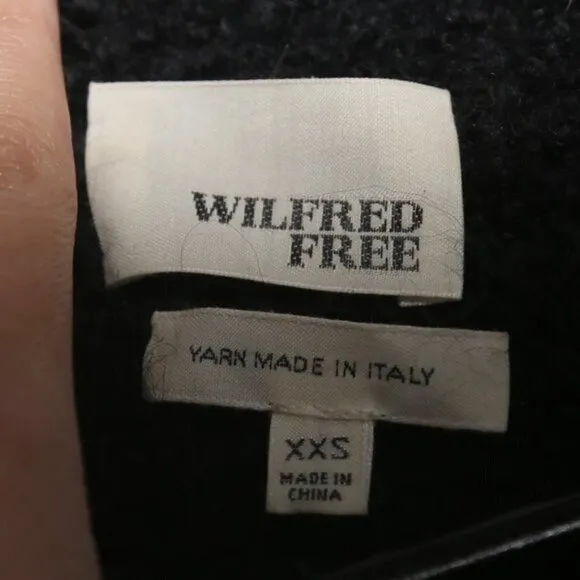 WILFRED
FREE
YARN MADE IN ITALY
XXS
MADE IN
CHINA